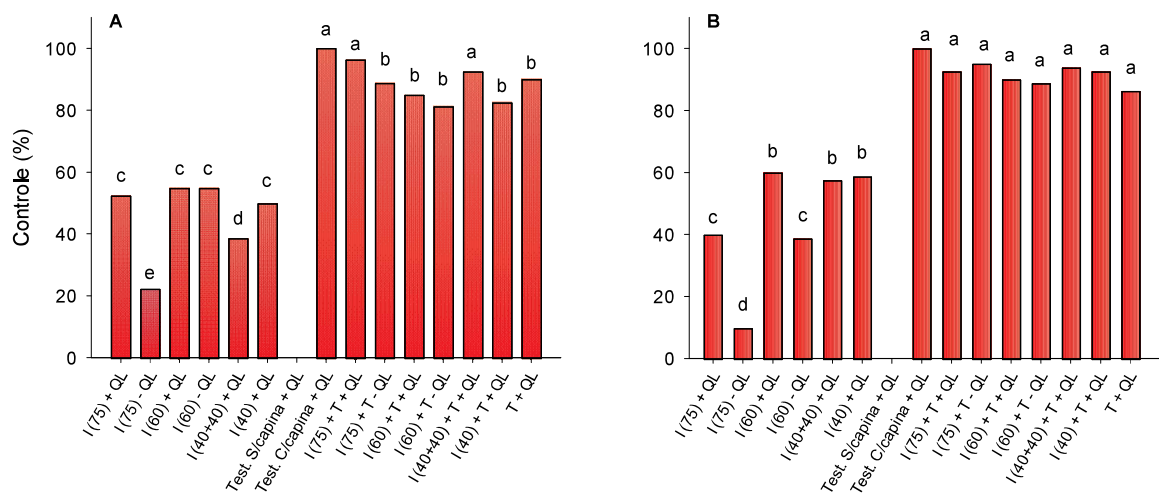 A
Controle (%)
100
80
60
40
20
0
c
e
c
c
d
c
a
a
b
b
b
a
b
b
I (75) + QL
I (75) - QL
I (60) + QL
I (60) - QL
I (40+40) + QL
I (40) + QL
Test. S/capina + QL
Test. C/capina + QL
I (75) + T + QL
I (75) + T - QL
I (60) + T + QL
I (60) + T - QL
I (40+40) + T + QL
I (40) + T + QL
T + QL
B
100
80
60
40
20
0
c
d
b
c
b
b
a
a
a
a
a
a
a
a
I (75) + QL
I (75) - QL
I (60) + QL
I (60) - QL
I (40+40) + QL
I (40) + QL
Test. S/capina + QL
Test. C/capina + QL
I (75) + T + QL
I (75) + T - QL
I (60) + T + QL
I (60) + T - QL
I (40+40) + T + QL
I (40) + T + QL
T + QL